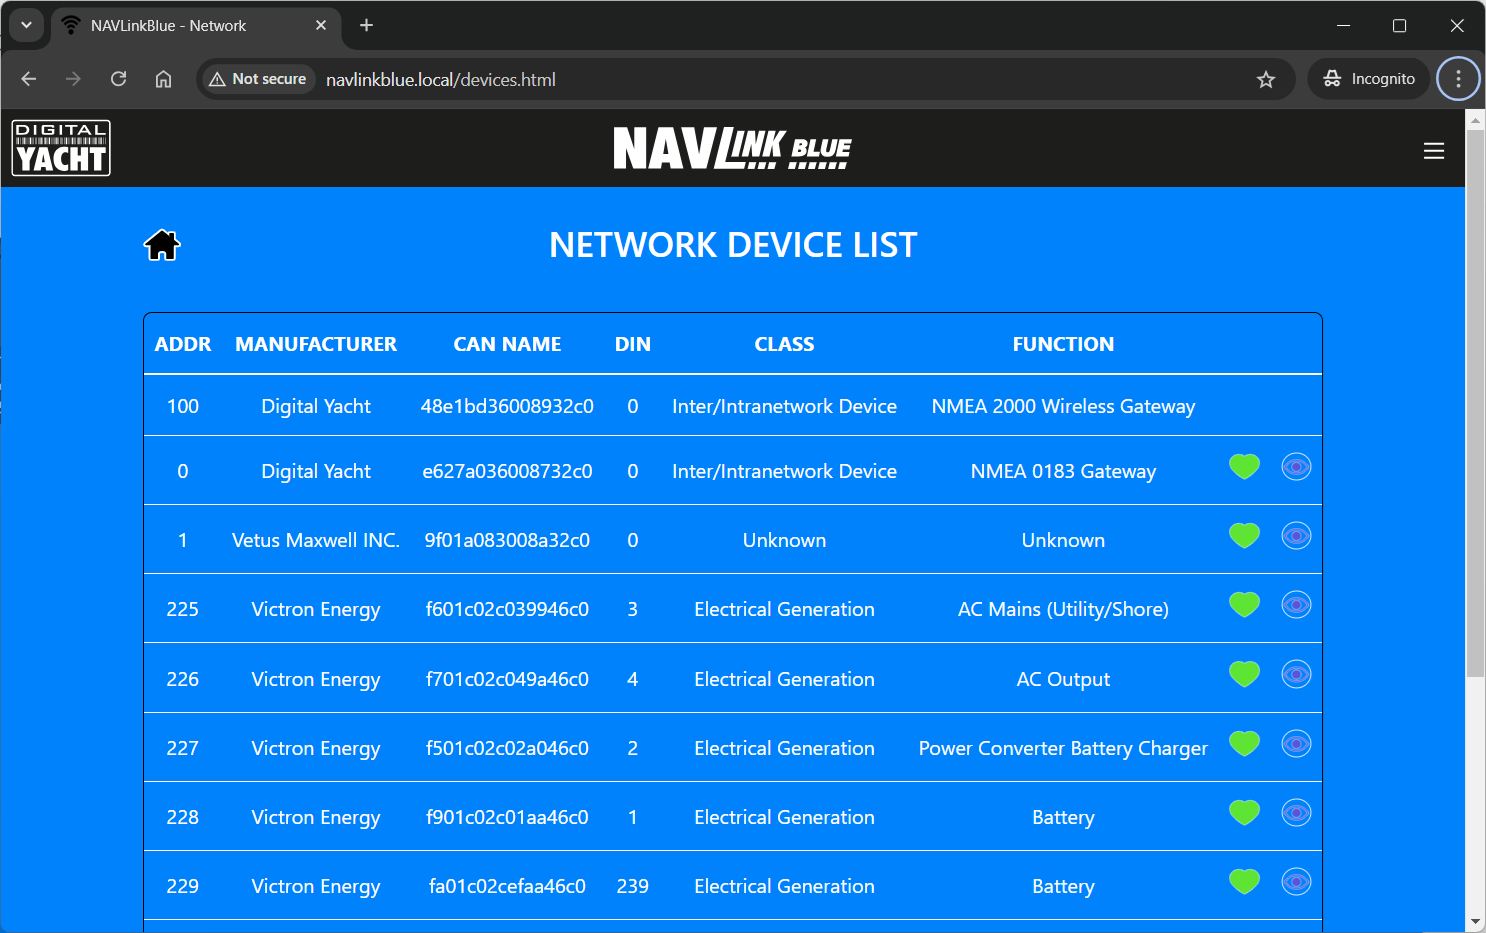 NAVLinkBlue - Network
Not secure navlinkblue.local/devices.html Incognito
DIGITAL
YACHT
NAVLINK BLUE
NETWORK DEVICE LIST
ADDR MANUFACTURER CAN NAME DIN CLASS FUNCTION
100 Digital Yacht 48e1bd36008932c0 0 Inter/Intranetwork Device NMEA 2000 Wireless Gateway
0 Digital Yacht e627a036008732c0 0 Inter/Intranetwork Device NMEA 0183 Gateway
1 Vetus Maxwell INC. 9f01a083008a32c0 0 Unknown Unknown
225 Victron Energy f601c02c039946c0 3 Electrical Generation AC Mains (Utility/Shore)
226 Victron Energy f701c02c049a46c0 4 Electrical Generation AC Output
227 Victron Energy f501c02c02a046c0 2 Electrical Generation Power Converter Battery Charger
228 Victron Energy f901c02c01aa46c0 1 Electrical Generation Battery
229 Victron Energy fa01c02cefaa46c0 239 Electrical Generation Battery